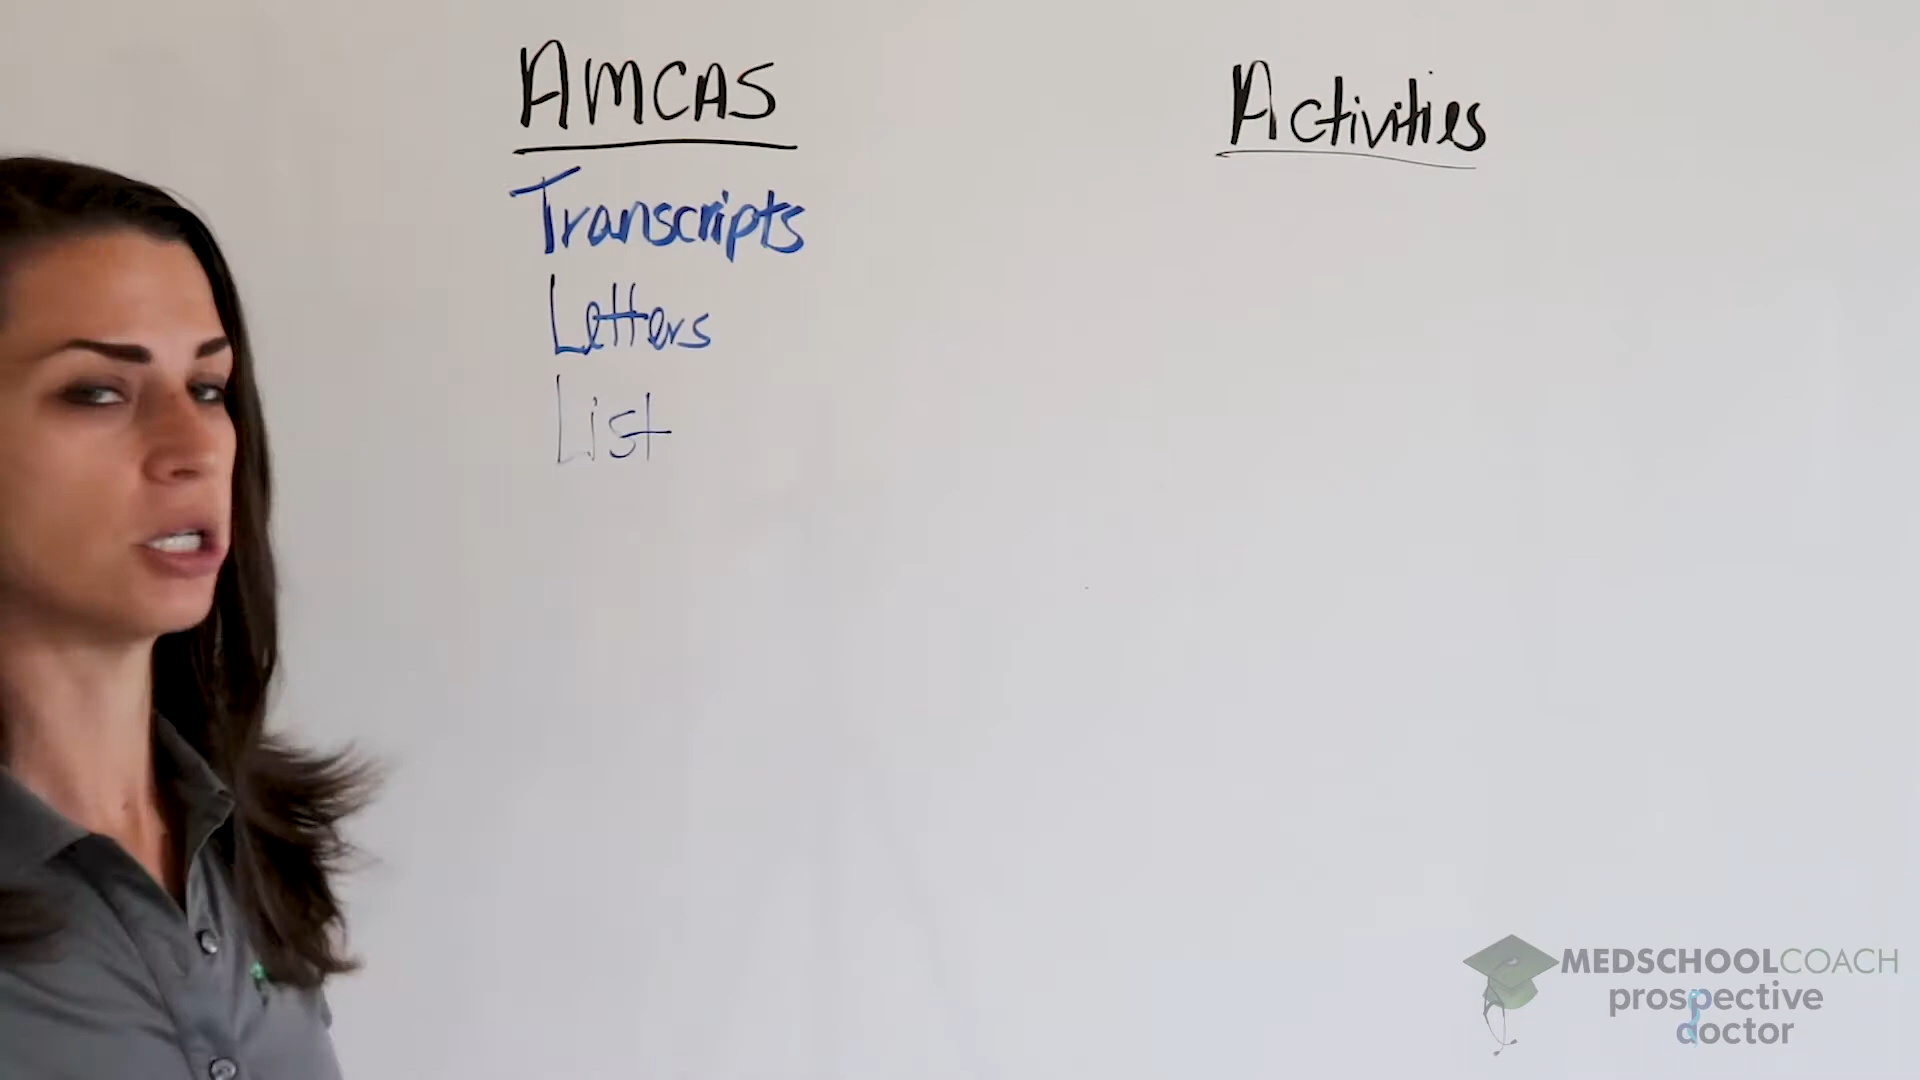 AMCAS
Transcripts
Letters
List
Activities
MEDSCHOOLCOACH
prospective
doctor